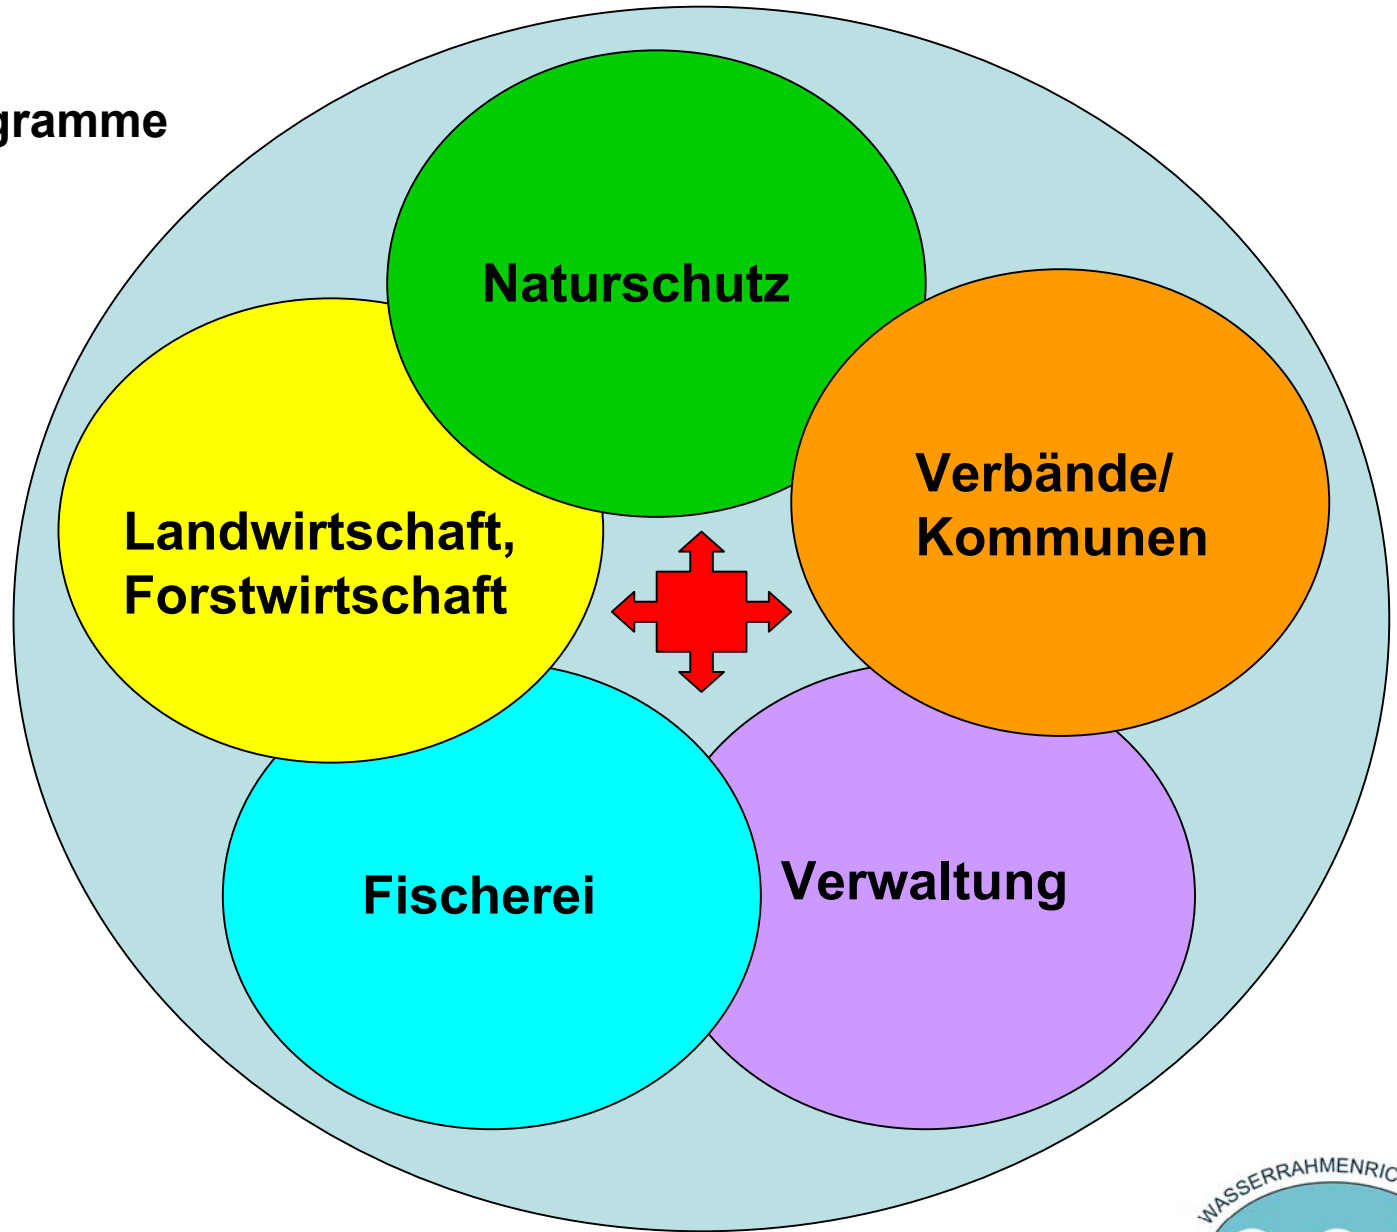 gramme
Naturschutz
Verbände/
Kommunen
Landwirtschaft,
Forstwirtschaft
Fischerei
Verwaltung
WASSERRAHMENRIC